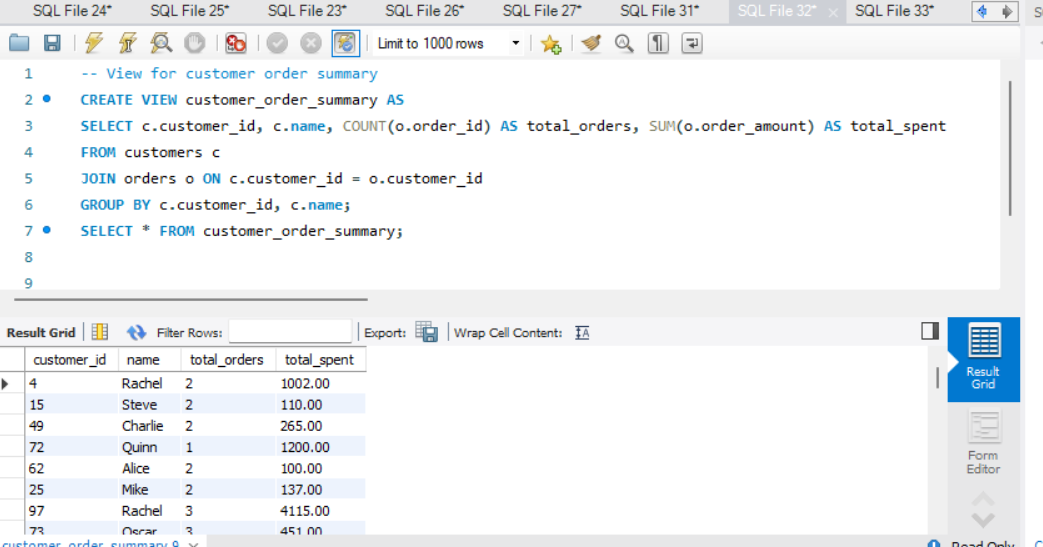 SQL File 24* SQL File 25* SQL File 23* SQL File 26* SQL File 27* SQL File 31* SQL File 32* SQL File 33*
Limit to 1000 rows
1 -- View for customer order summary
2 CREATE VIEW customer_order_summary AS
3 SELECT c.customer_id, c.name, COUNT(o.order_id) AS total_orders, SUM(o.order_amount) AS total_spent
4 FROM customers c
5 JOIN orders o ON c.customer_id = o.customer_id
6 GROUP BY c.customer_id, c.name;
7 SELECT * FROM customer_order_summary;
8
9
Result Grid Filter Rows: Export: Wrap Cell Content:
customer_id name total_orders total_spent
4 Rachel 2 1002.00
15 Steve 2 110.00
49 Charlie 2 265.00
72 Quinn 1 1200.00
62 Alice 2 100.00
25 Mike 2 137.00
97 Rachel 3 4115.00
73 Oscar 3 451.00
Result
Grid
Form
Editor
customer_order_summary 9 Read Only